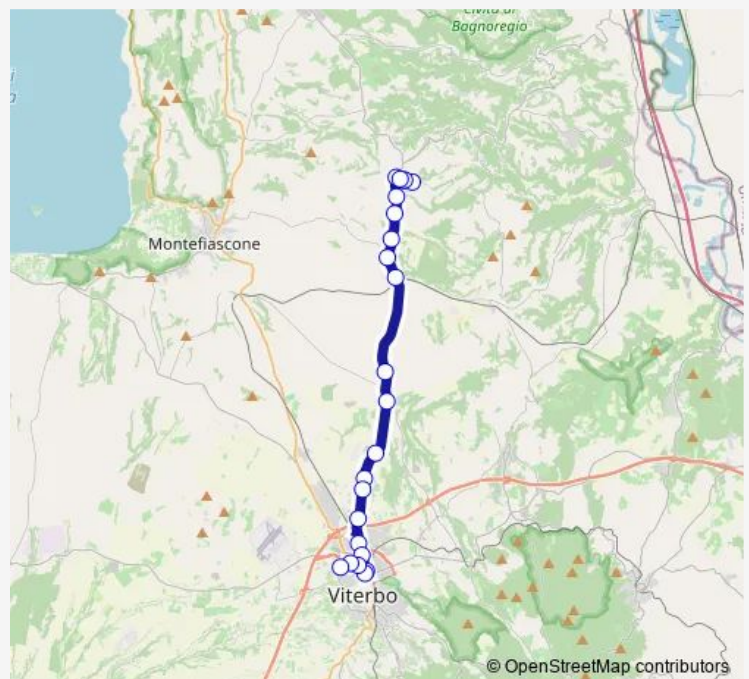 Civita di
Bagnoregio
Montefiascone
Viterbo
© OpenStreetMap contributors